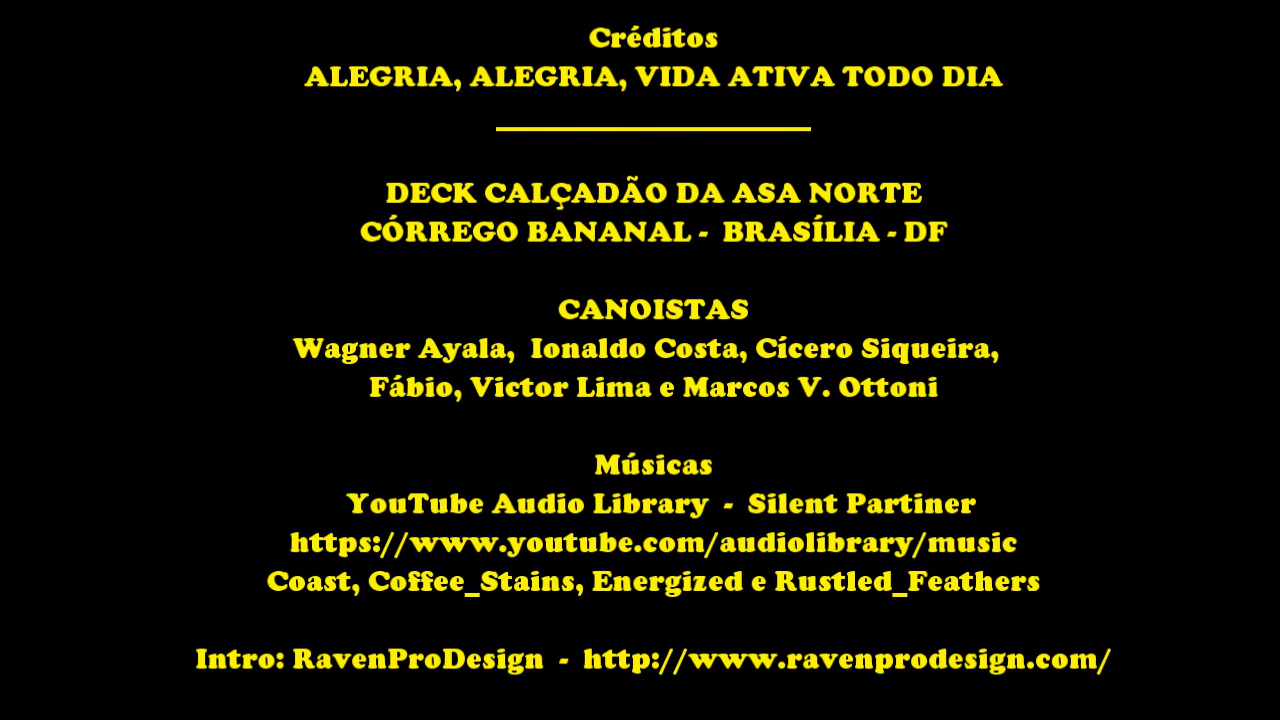 Créditos
ALEGRIA, ALEGRIA, VIDA ATIVA TODO DIA
DECK CALÇADÃO DA ASA NORTE
CÓRREGO BANANAL - BRASÍLIA - DF
CANOISTAS
Wagner Ayala, Ionaldo Costa, Cícero Siqueira,
Fábio, Victor Lima e Marcos V. Ottoni
Músicas
YouTube Audio Library - Silent Partiner
https://www.youtube.com/audiolibrary/music
Coast, Coffee_Stains, Energized e Rustled_Feathers
Intro: RavenProDesign - http://www.ravenprodesign.com/